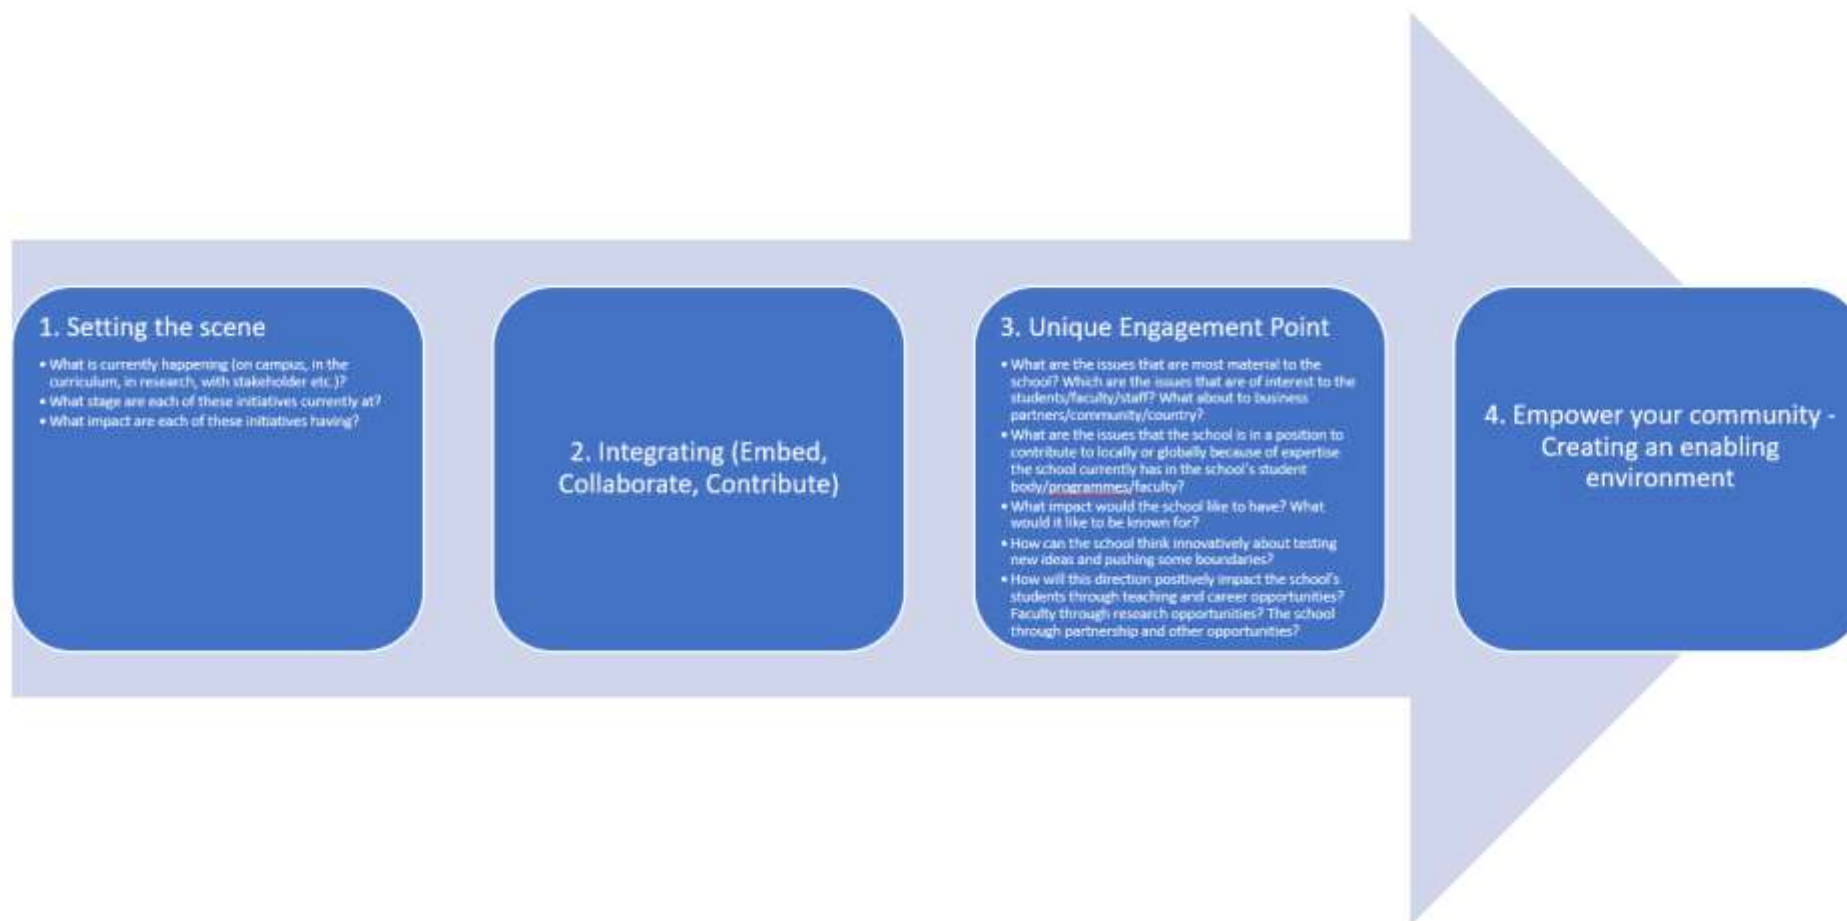 1. Setting the scene
• What is currently happening (on campus, in the
curriculum, in research, with stakeholder etc.)?
• What stage are each of these initiatives currently at?
• What impact are each of these initiatives having?
2. Integrating (Embed,
Collaborate, Contribute)
3. Unique Engagement Point
• What are the issues that are most material to the
school? Which are the issues that are of interest to the
students/faculty/staff? What about to business
partners/community/country?
• What are the issues that the school is in a position to
contribute to locally or globally because of expertise
the school currently has in the school's student
body/programmes/faculty?
• What impact would the school like to have? What
would it like to be known for?
• How can the school think innovatively about testing
new ideas and pushing some boundaries?
• How will this direction positively impact the school's
students through teaching and career opportunities?
Faculty through research opportunities? The school
through partnership and other opportunities?
4. Empower your community -
Creating an enabling
environment